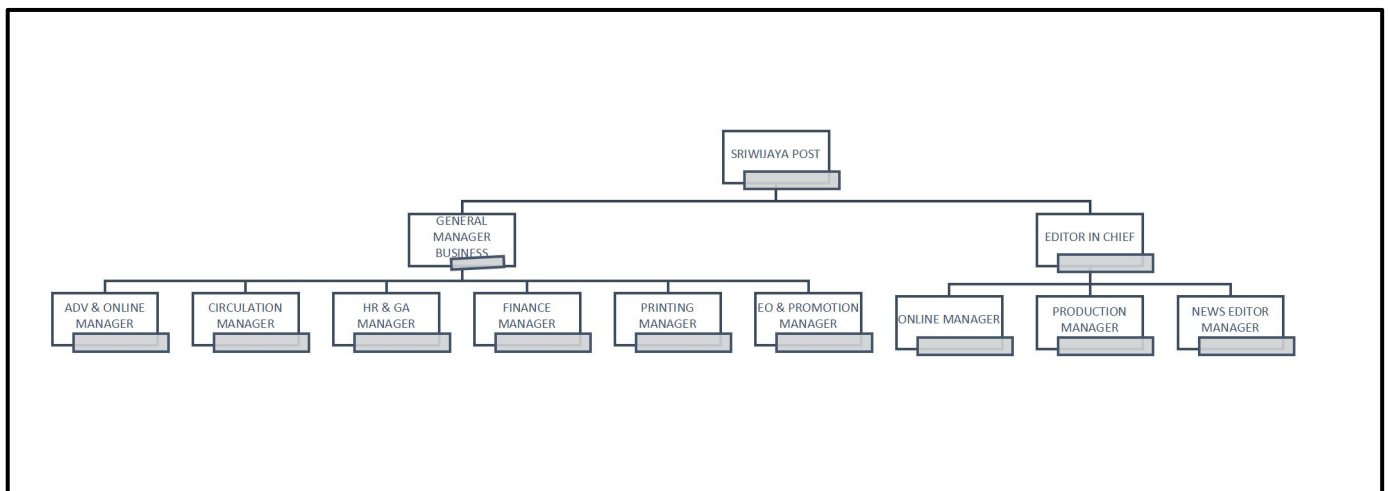 SRIWIJAYA POST
GENERAL
MANAGER
BUSINESS
EDITOR IN CHIEF
ADV & ONLINE
MANAGER
CIRCULATION
MANAGER
HR & GA
MANAGER
FINANCE
MANAGER
PRINTING
MANAGER
EO & PROMOTION
MANAGER
ONLINE MANAGER
PRODUCTION
MANAGER
NEWS EDITOR
MANAGER